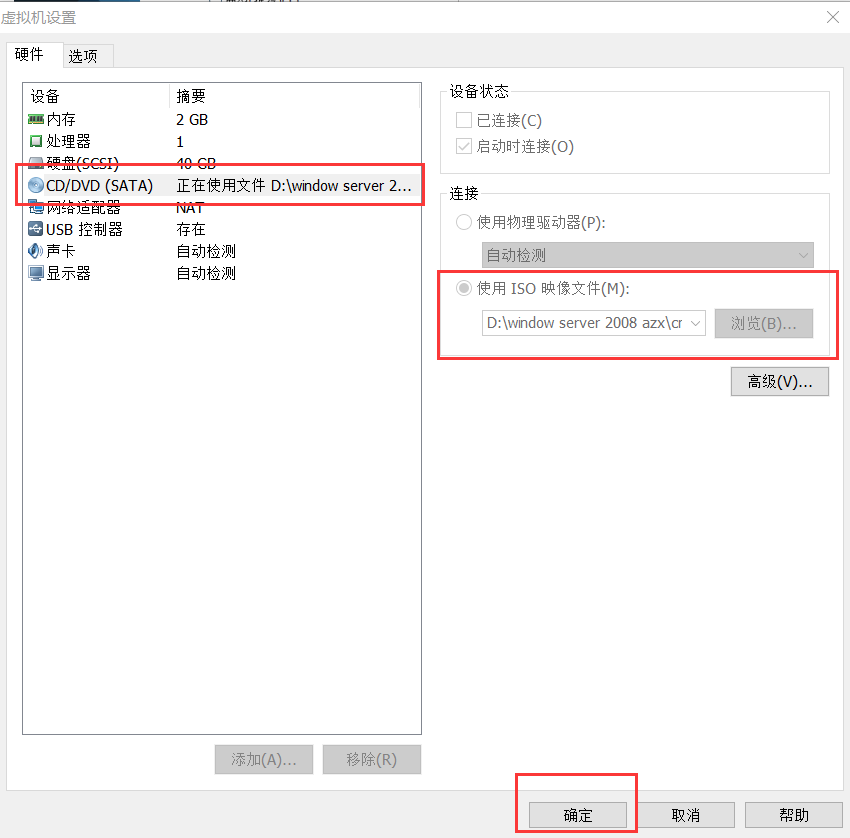 虚拟机设置
硬件
选项
设备
摘要
内存
2 GB
处理器
1
硬盘(SCSI)
40 GB
CD/DVD (SATA)
正在使用文件 D:\window server 2...
网络适配器
NAT
USB 控制器
存在
声卡
自动检测
显示器
自动检测
添加(A)...
移除(R)
设备状态
已连接(C)
启动时连接(O)
连接
使用物理驱动器(P):
自动检测
使用 ISO 映像文件(M):
D:\window server 2008 azx\cr
浏览(B)...
高级(V)...
确定
取消
帮助